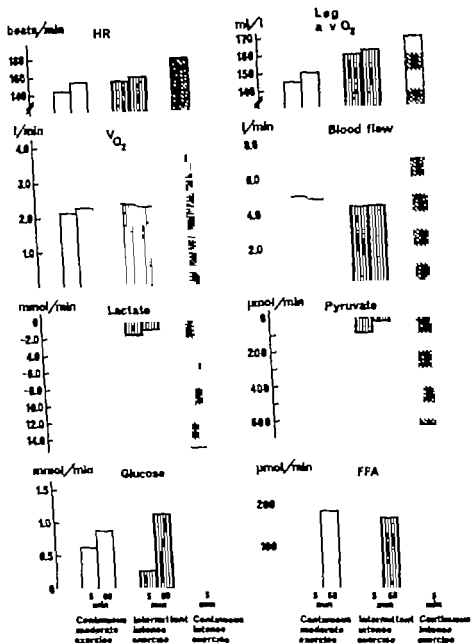 beats/min
HR
180
160
140
ml/l
Leg
a v O2
170
160
150
140
l/min
VO2
4.0
3.0
2.0
1.0
l/min
Blood flow
8.0
6.0
4.0
2.0
mmol/min
Lactate
0
-2.0
-4.0
-6.0
-8.0
10.0
12.0
14.0
μmol/min
Pyruvate
0
200
400
600
mmol/min
Glucose
1.5
1.0
0.5
0
μmol/min
FFA
200
100
5 60
min
5 60
min
5
min
5 60
min
5 60
min
5
min
Continuous
moderate
exercise
Intermittent
intense
exercise
Continuous
intense
exercise
Continuous
moderate
exercise
Intermittent
intense
exercise
Continuous
intense
exercise